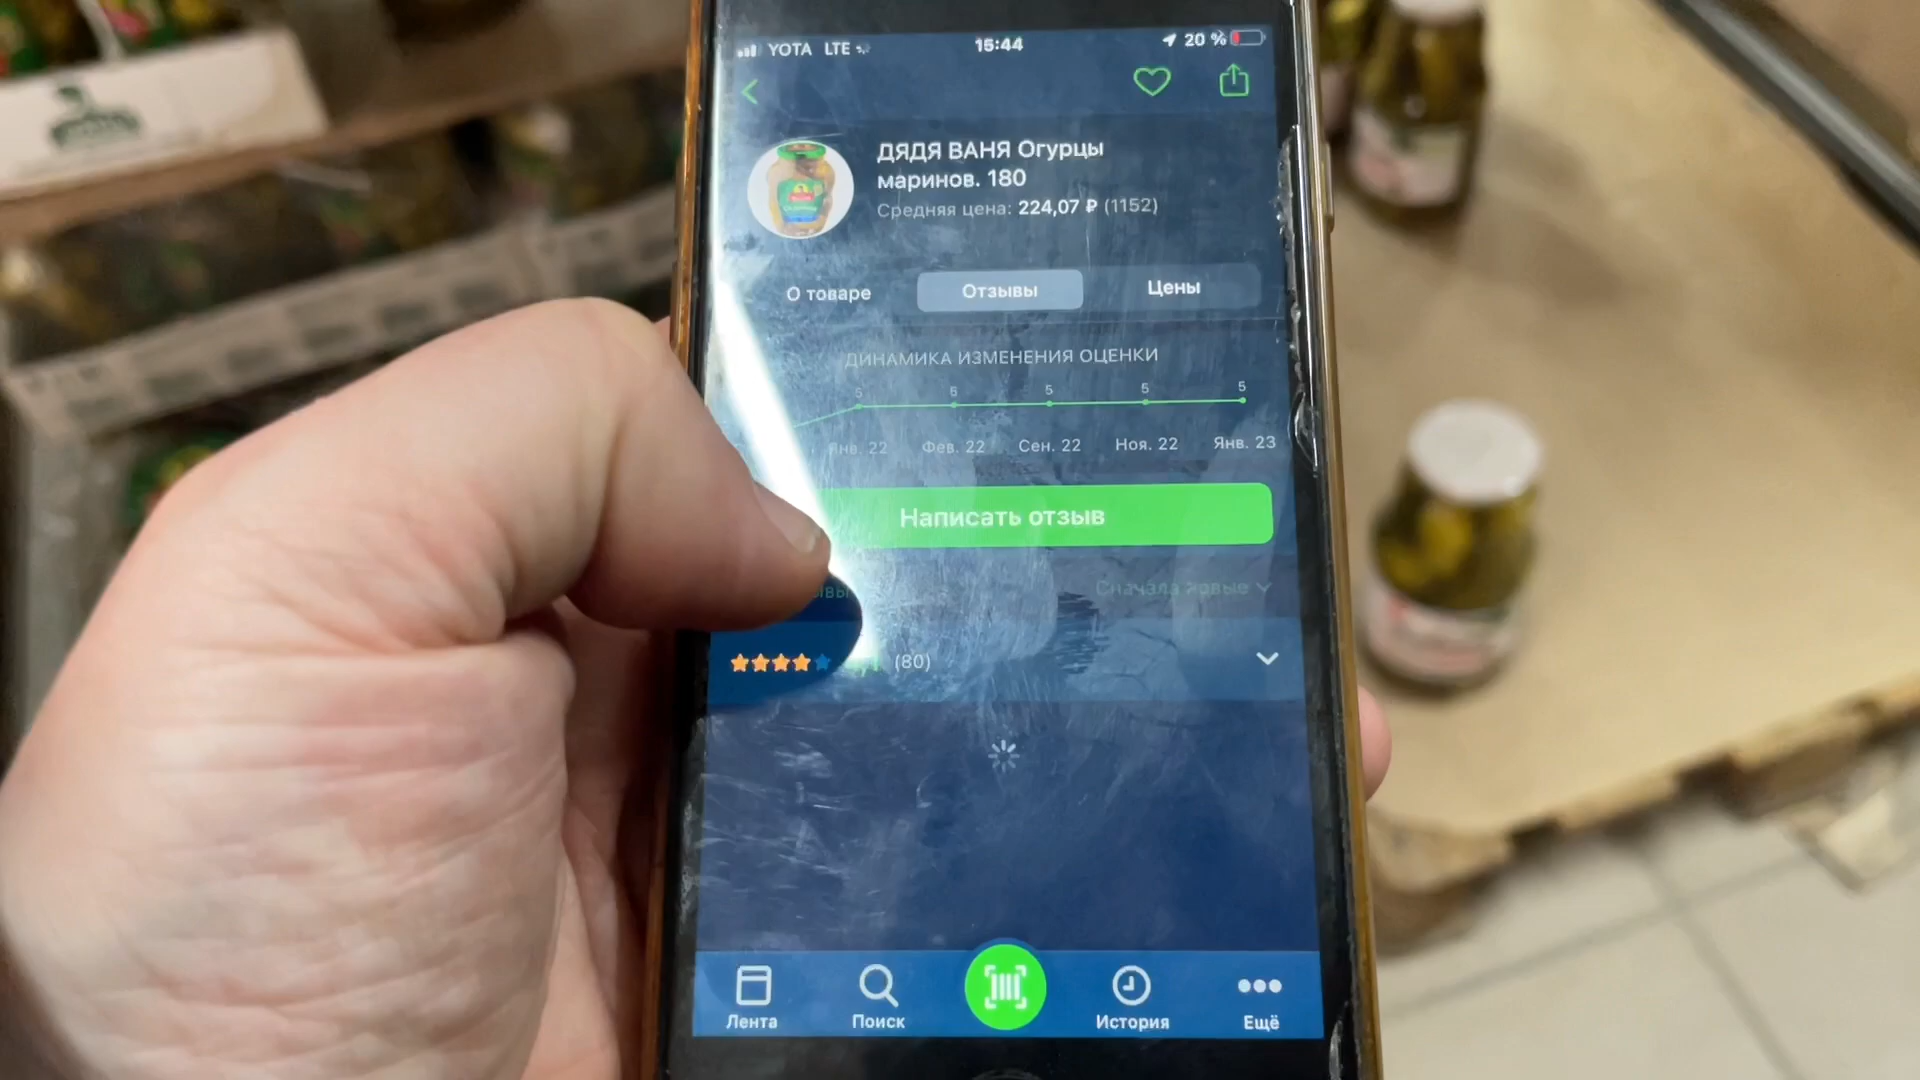 YOTA LTE 15:44 20 %
ДЯДЯ ВАНЯ Огурцы
маринов. 180
Средняя цена: 224,07 ₽ (1152)
О товаре Отзывы Цены
ДИНАМИКА ИЗМЕНЕНИЯ ОЦЕНКИ
5 5 5 5 5
Янв. 22 Фев. 22 Сен. 22 Ноя. 22 Янв. 23
Написать отзыв
Сначала новые
(80)
Лента Поиск История Ещё